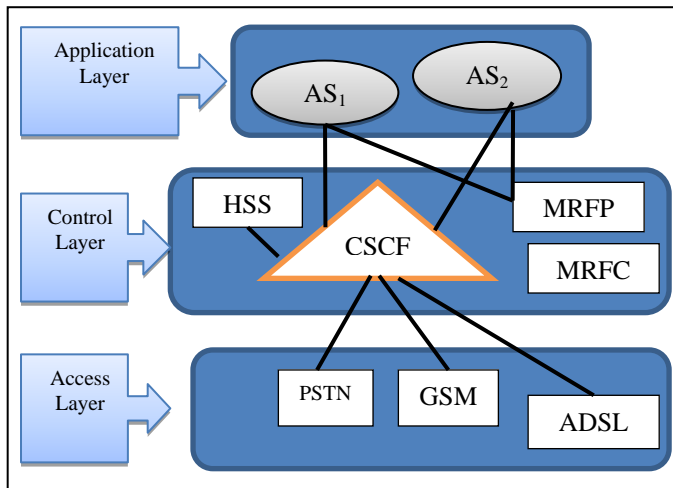 Application
Layer
AS₁
AS₂
Control
Layer
HSS
CSCF
MRFP
MRFC
Access
Layer
PSTN
GSM
ADSL